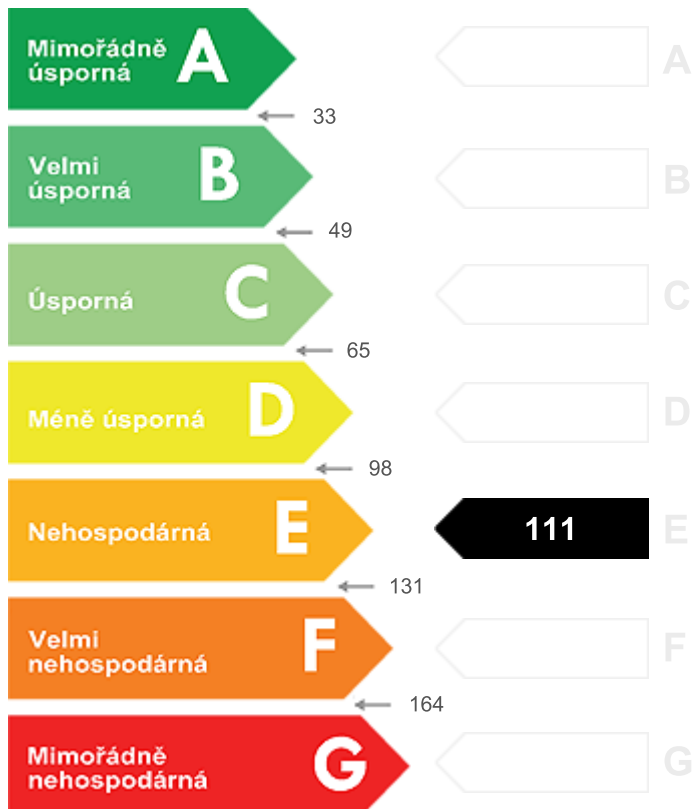 Mimořádně
úsporná
A
A
33
Velmi
úsporná
B
B
49
Úsporná
C
C
65
Méně úsporná
D
D
98
Nehospodárná
E
111
E
131
Velmi
nehospodárná
F
F
164
Mimořádně
nehospodárná
G
G